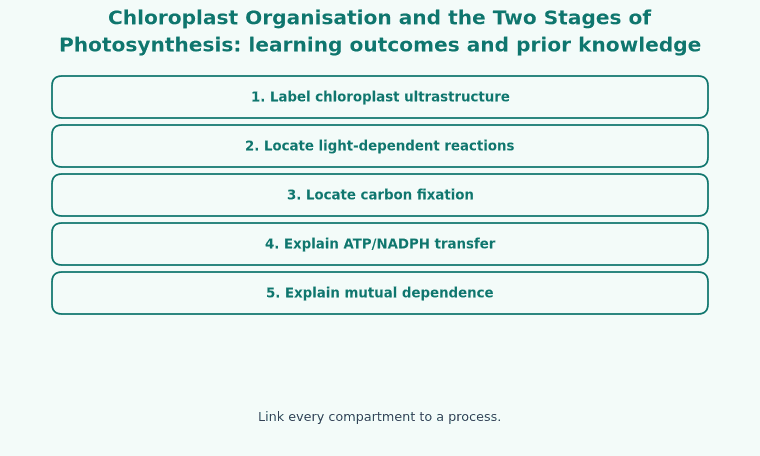 Chloroplast Organisation and the Two Stages of
Photosynthesis: learning outcomes and prior knowledge
1. Label chloroplast ultrastructure
2. Locate light-dependent reactions
3. Locate carbon fixation
4. Explain ATP/NADPH transfer
5. Explain mutual dependence
Link every compartment to a process.